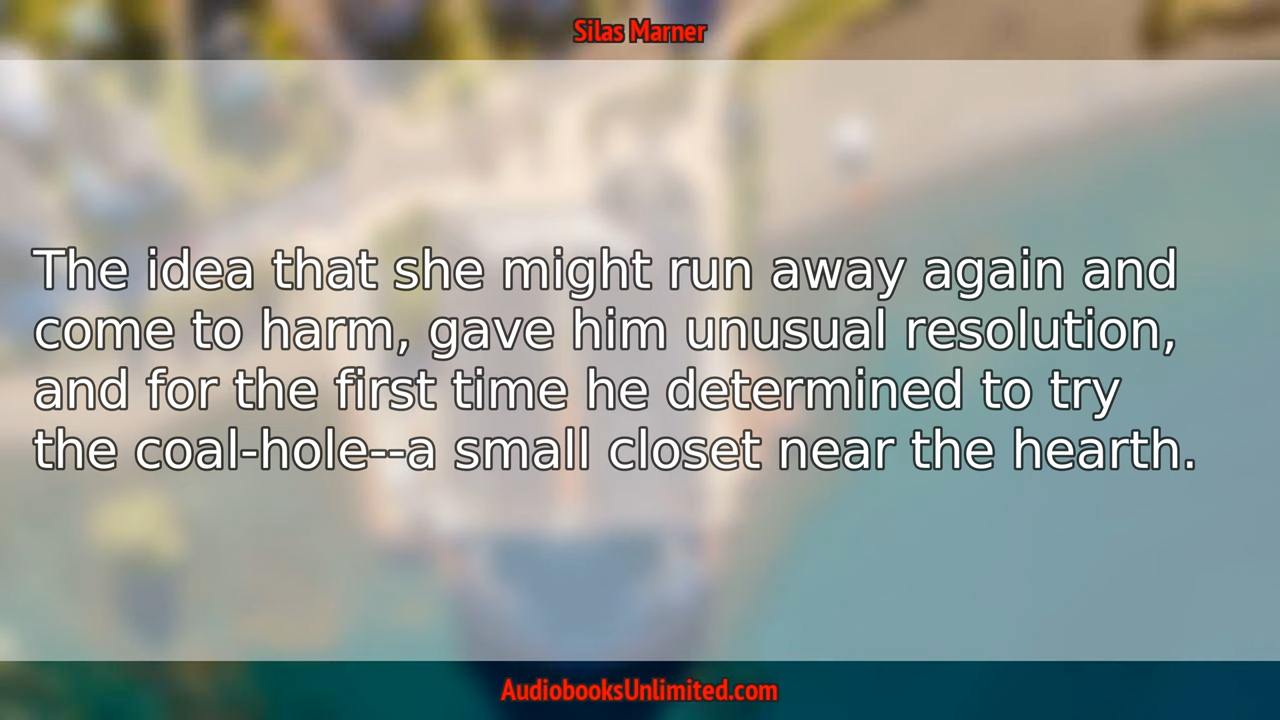 Silas Marner
The idea that she might run away again and
come to harm, gave him unusual resolution,
and for the first time he determined to try
the coal-hole--a small closet near the hearth.
AudiobooksUnlimited.com